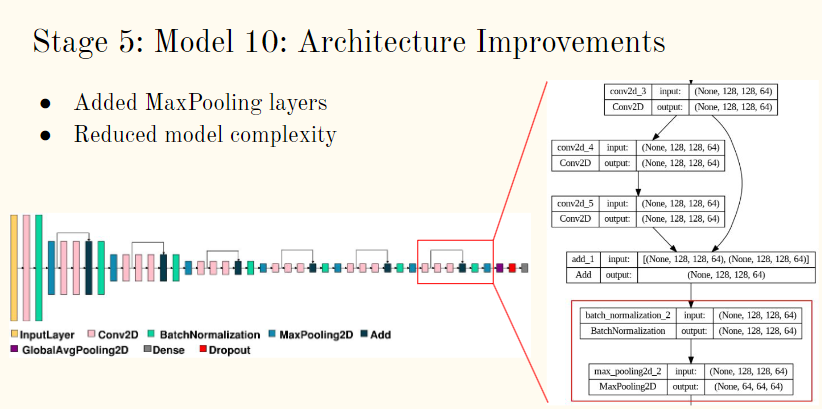 Stage 5: Model 10: Architecture Improvements
● Added MaxPooling layers
● Reduced model complexity
InputLayer Conv2D BatchNormalization MaxPooling2D Add
GlobalAvgPooling2D Dense Dropout
conv2d_3 input: (None, 128, 128, 64)
Conv2D output: (None, 128, 128, 64)
conv2d_4 input: (None, 128, 128, 64)
Conv2D output: (None, 128, 128, 64)
conv2d_5 input: (None, 128, 128, 64)
Conv2D output: (None, 128, 128, 64)
add_1 input: [(None, 128, 128, 64), (None, 128, 128, 64)]
Add output: (None, 128, 128, 64)
batch_normalization_2 input: (None, 128, 128, 64)
BatchNormalization output: (None, 128, 128, 64)
max_pooling2d_2 input: (None, 128, 128, 64)
MaxPooling2D output: (None, 64, 64, 64)